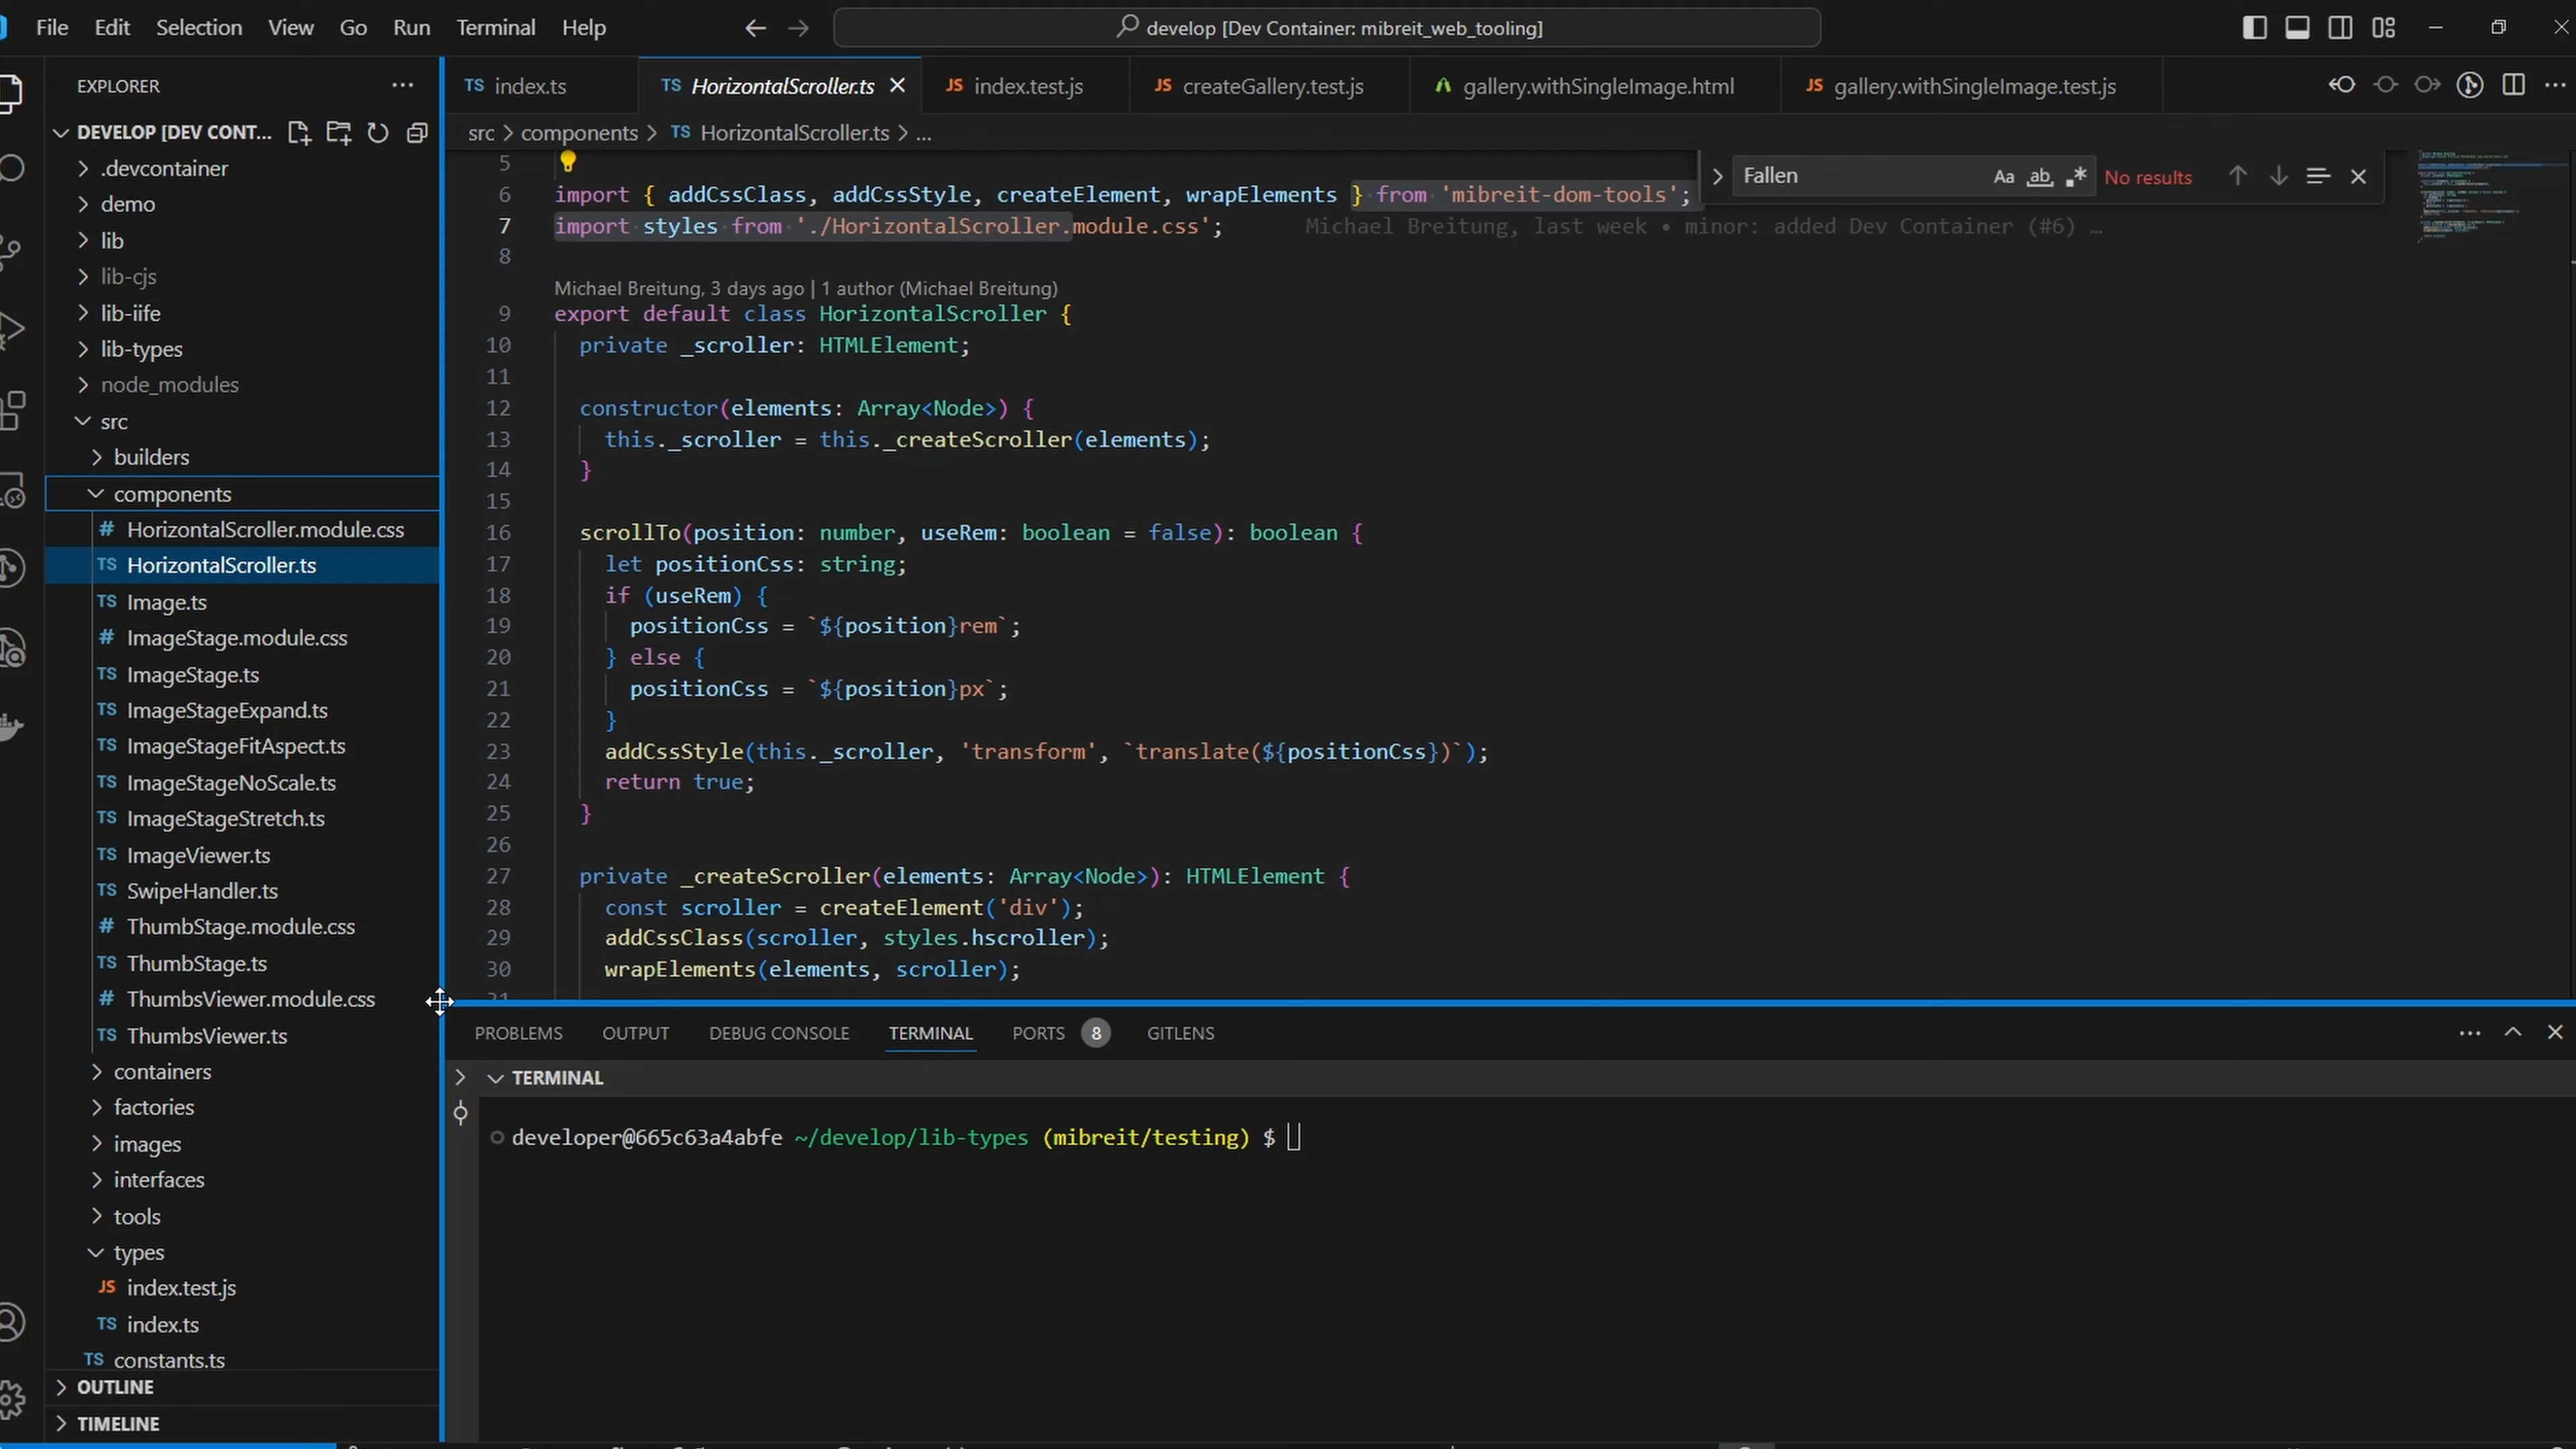 File Edit Selection View Go Run Terminal Help
develop [Dev Container: mibreit_web_tooling]
EXPLORER
DEVELOP [DEV CONT...
.devcontainer
demo
lib
lib-cjs
lib-iife
lib-types
node_modules
src
builders
components
# HorizontalScroller.module.css
TS HorizontalScroller.ts
TS Image.ts
# ImageStage.module.css
TS ImageStage.ts
TS ImageStageExpand.ts
TS ImageStageFitAspect.ts
TS ImageStageNoScale.ts
TS ImageStageStretch.ts
TS ImageViewer.ts
TS SwipeHandler.ts
# ThumbStage.module.css
TS ThumbStage.ts
# ThumbsViewer.module.css
TS ThumbsViewer.ts
containers
factories
images
interfaces
tools
types
JS index.test.js
TS index.ts
TS constants.ts
OUTLINE
TIMELINE
TS index.ts TS HorizontalScroller.ts JS index.test.js JS createGallery.test.js gallery.withSingleImage.html JS gallery.withSingleImage.test.js
src > components > TS HorizontalScroller.ts > ...
Fallen Aa ab .* No results
5
6 import { addCssClass, addCssStyle, createElement, wrapElements } from 'mibreit-dom-tools';
7 import styles from './HorizontalScroller.module.css'; Michael Breitung, last week • minor: added Dev Container (#6) …
8
Michael Breitung, 3 days ago | 1 author (Michael Breitung)
9 export default class HorizontalScroller {
10 private _scroller: HTMLElement;
11
12 constructor(elements: Array<Node>) {
13 this._scroller = this._createScroller(elements);
14 }
15
16 scrollTo(position: number, useRem: boolean = false): boolean {
17 let positionCss: string;
18 if (useRem) {
19 positionCss = `${position}rem`;
20 } else {
21 positionCss = `${position}px`;
22 }
23 addCssStyle(this._scroller, 'transform', `translate(${positionCss})`);
24 return true;
25 }
26
27 private _createScroller(elements: Array<Node>): HTMLElement {
28 const scroller = createElement('div');
29 addCssClass(scroller, styles.hscroller);
30 wrapElements(elements, scroller);
31
PROBLEMS OUTPUT DEBUG CONSOLE TERMINAL PORTS 8 GITLENS
TERMINAL
developer@665c63a4abfe ~/develop/lib-types (mibreit/testing) $